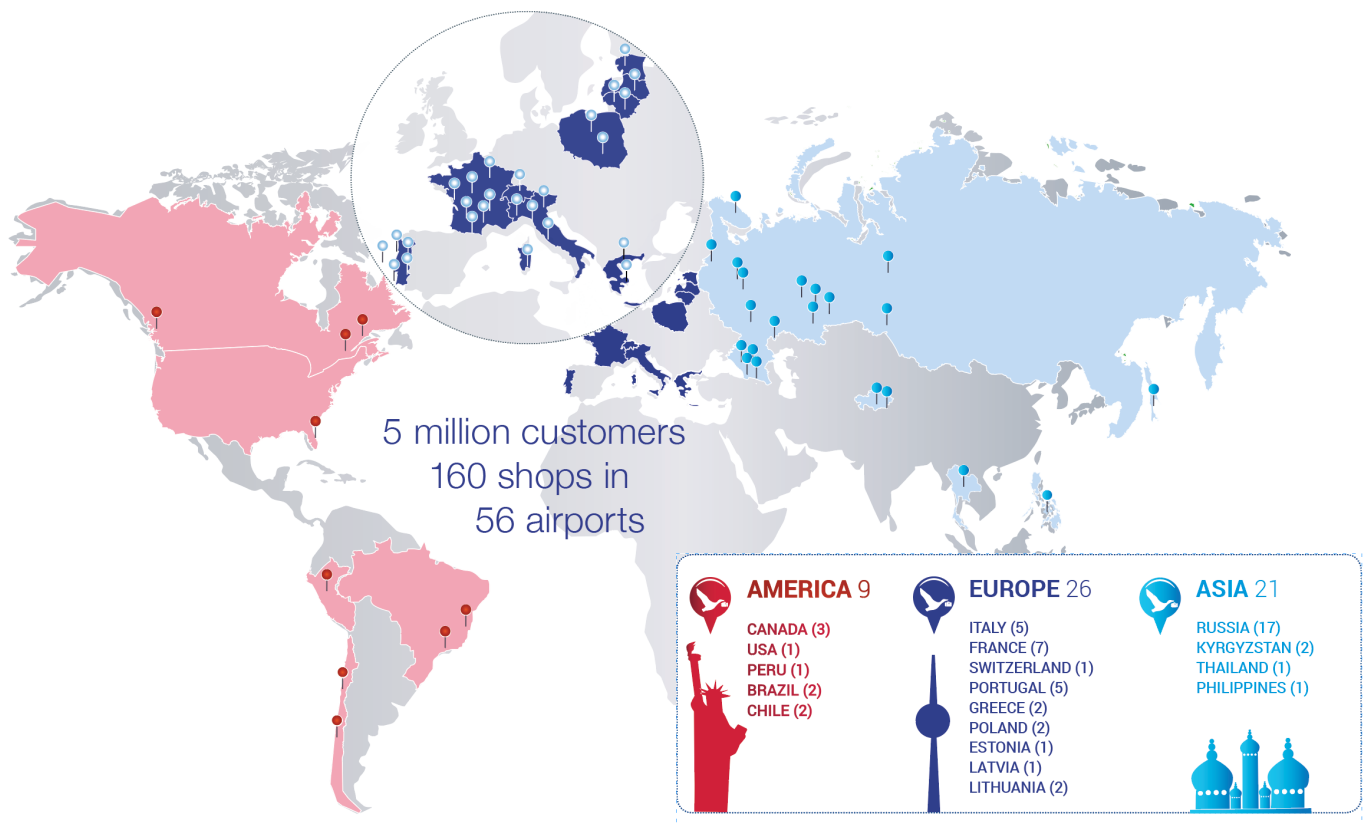 5 million customers
160 shops in
56 airports
AMERICA 9
CANADA (3)
USA (1)
PERU (1)
BRAZIL (2)
CHILE (2)
EUROPE 26
ITALY (5)
FRANCE (7)
SWITZERLAND (1)
PORTUGAL (5)
GREECE (2)
POLAND (2)
ESTONIA (1)
LATVIA (1)
LITHUANIA (2)
ASIA 21
RUSSIA (17)
KYRGYZSTAN (2)
THAILAND (1)
PHILIPPINES (1)